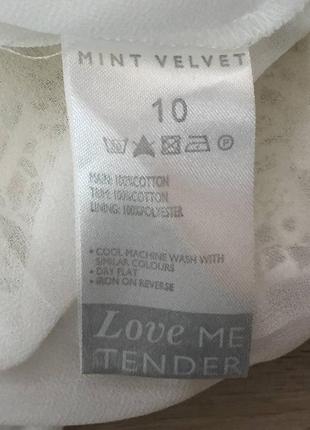 MINT VELVET
10
P
MAIN: 100%COTTON
TRIM: 100%COTTON
LINING: 100%POLYESTER
• COOL MACHINE WASH WITH
SIMILAR COLOURS
• DRY FLAT
• IRON ON REVERSE
Love ME
TENDER